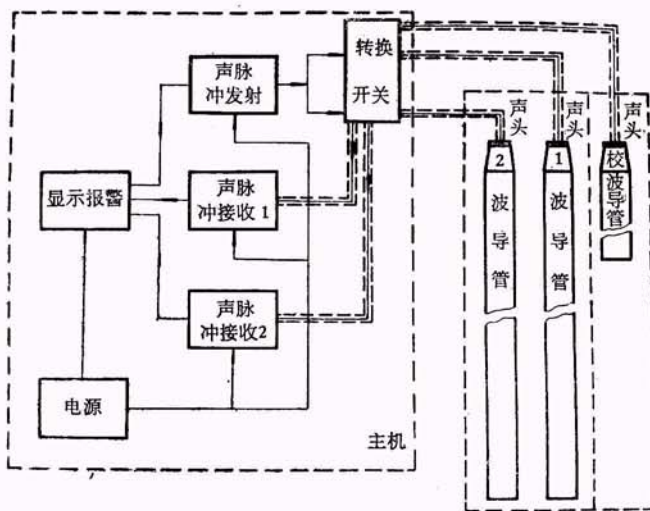 声脉
冲发射
转换
开关
显示报警
声脉
冲接收1
声脉
冲接收2
电源
主机
声头
2
波导管
声头
1
波导管
声头
校
波导管